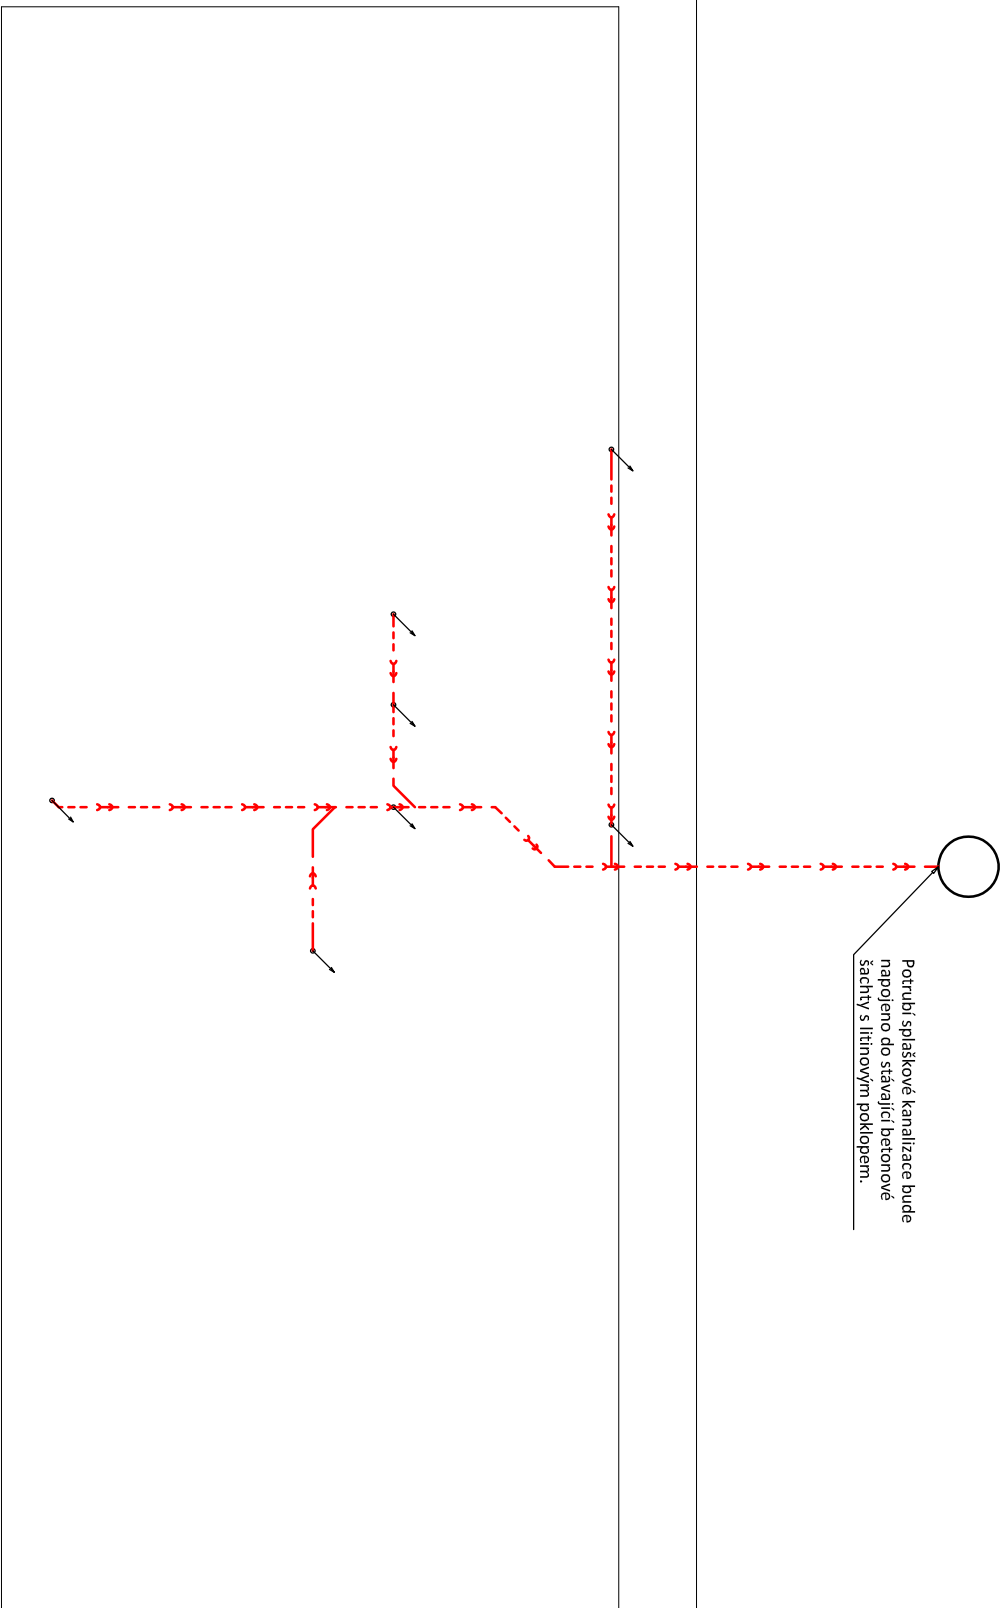 Potrubí splaškové kanalizace bude
napojeno do stávající betonové
šachty s litinovým poklopem.